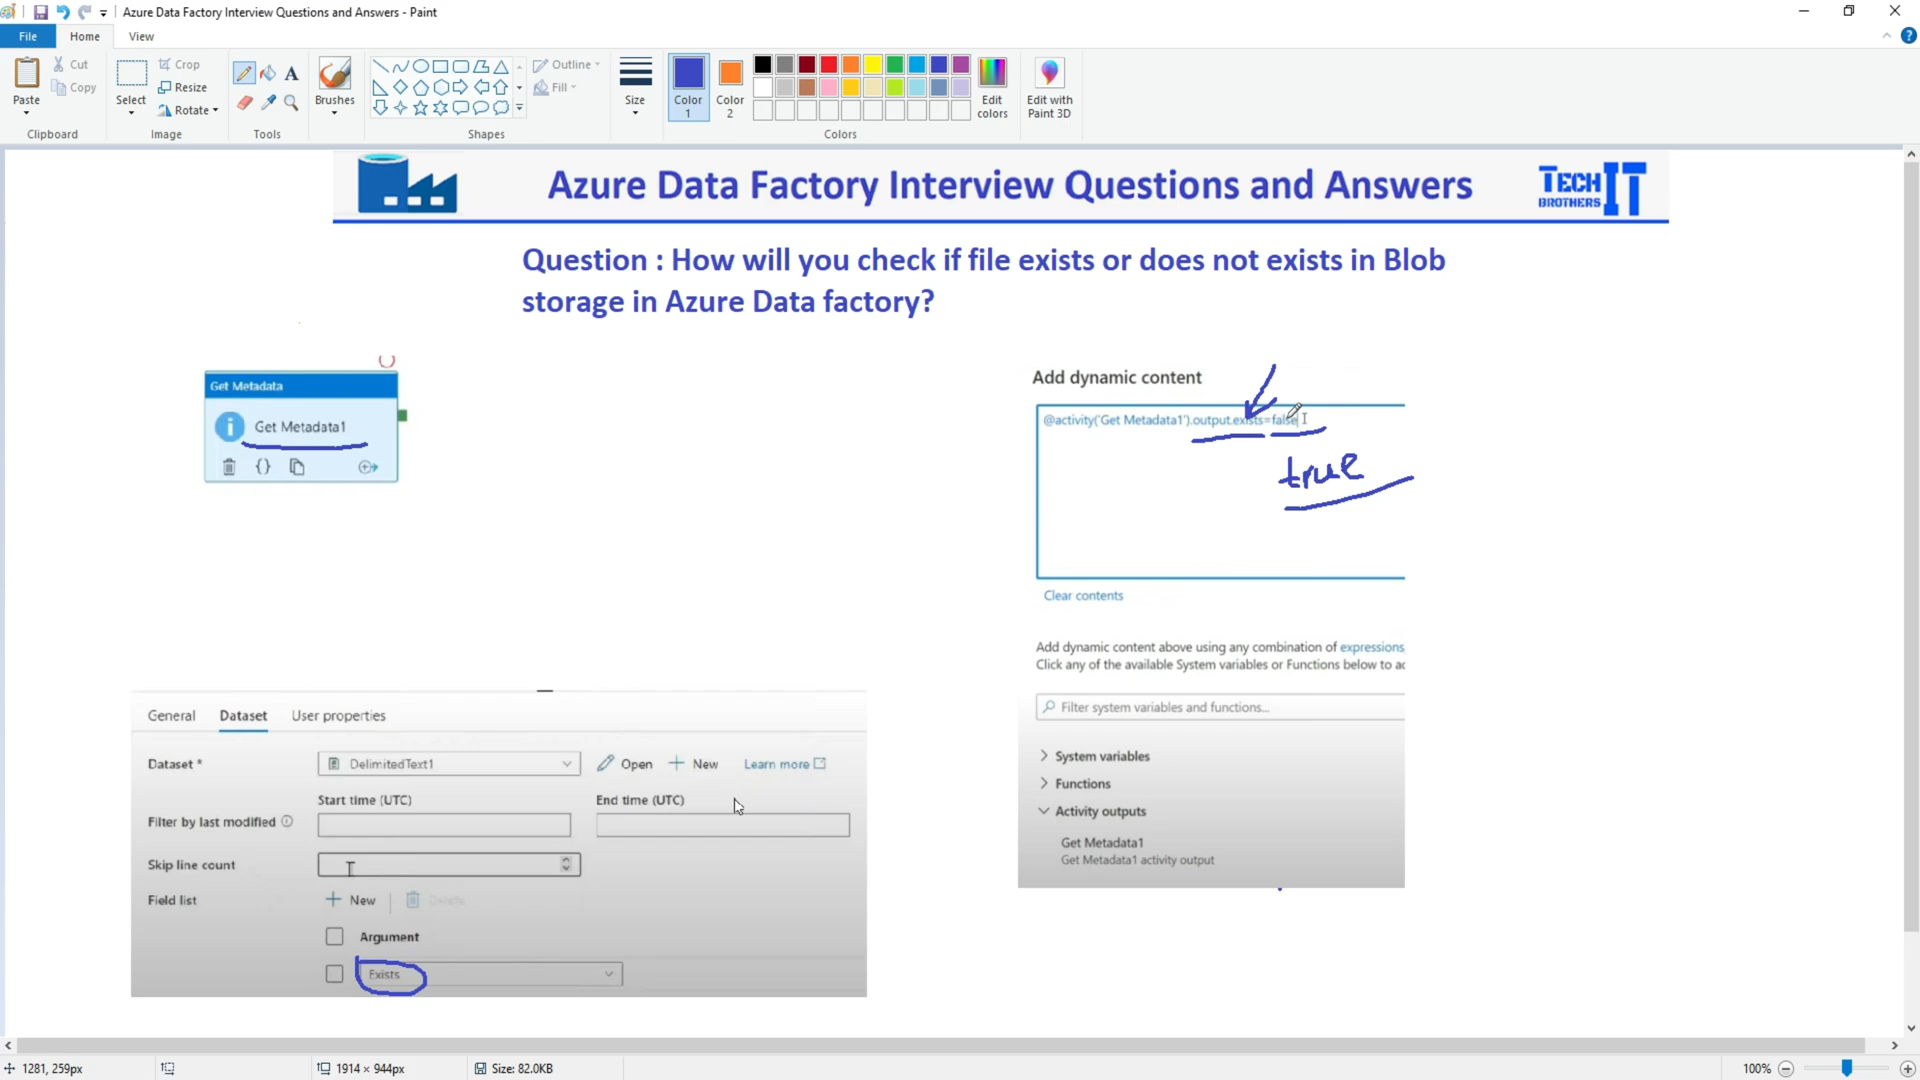 Azure Data Factory Interview Questions and Answers - Paint
File
Home
View
Paste
Cut
Copy
Clipboard
Select
Crop
Resize
Rotate
Image
Tools
Brushes
Shapes
Outline
Fill
Size
Color 1
Color 2
Colors
Edit colors
Edit with Paint 3D
Azure Data Factory Interview Questions and Answers
TECH IT
BROTHERS
Question : How will you check if file exists or does not exists in Blob
storage in Azure Data factory?
Get Metadata
Get Metadata1
Add dynamic content
@activity('Get Metadata1').output.exists=false
true
Clear contents
Add dynamic content above using any combination of expressions,
Click any of the available System variables or Functions below to ac
Filter system variables and functions...
System variables
Functions
Activity outputs
Get Metadata1
Get Metadata1 activity output
General Dataset User properties
Dataset * DelimitedText1 Open New Learn more
Start time (UTC) End time (UTC)
Filter by last modified
Skip line count
Field list New Delete
Argument
Exists
1281, 259px
1914 × 944px
Size: 82.0KB
100%